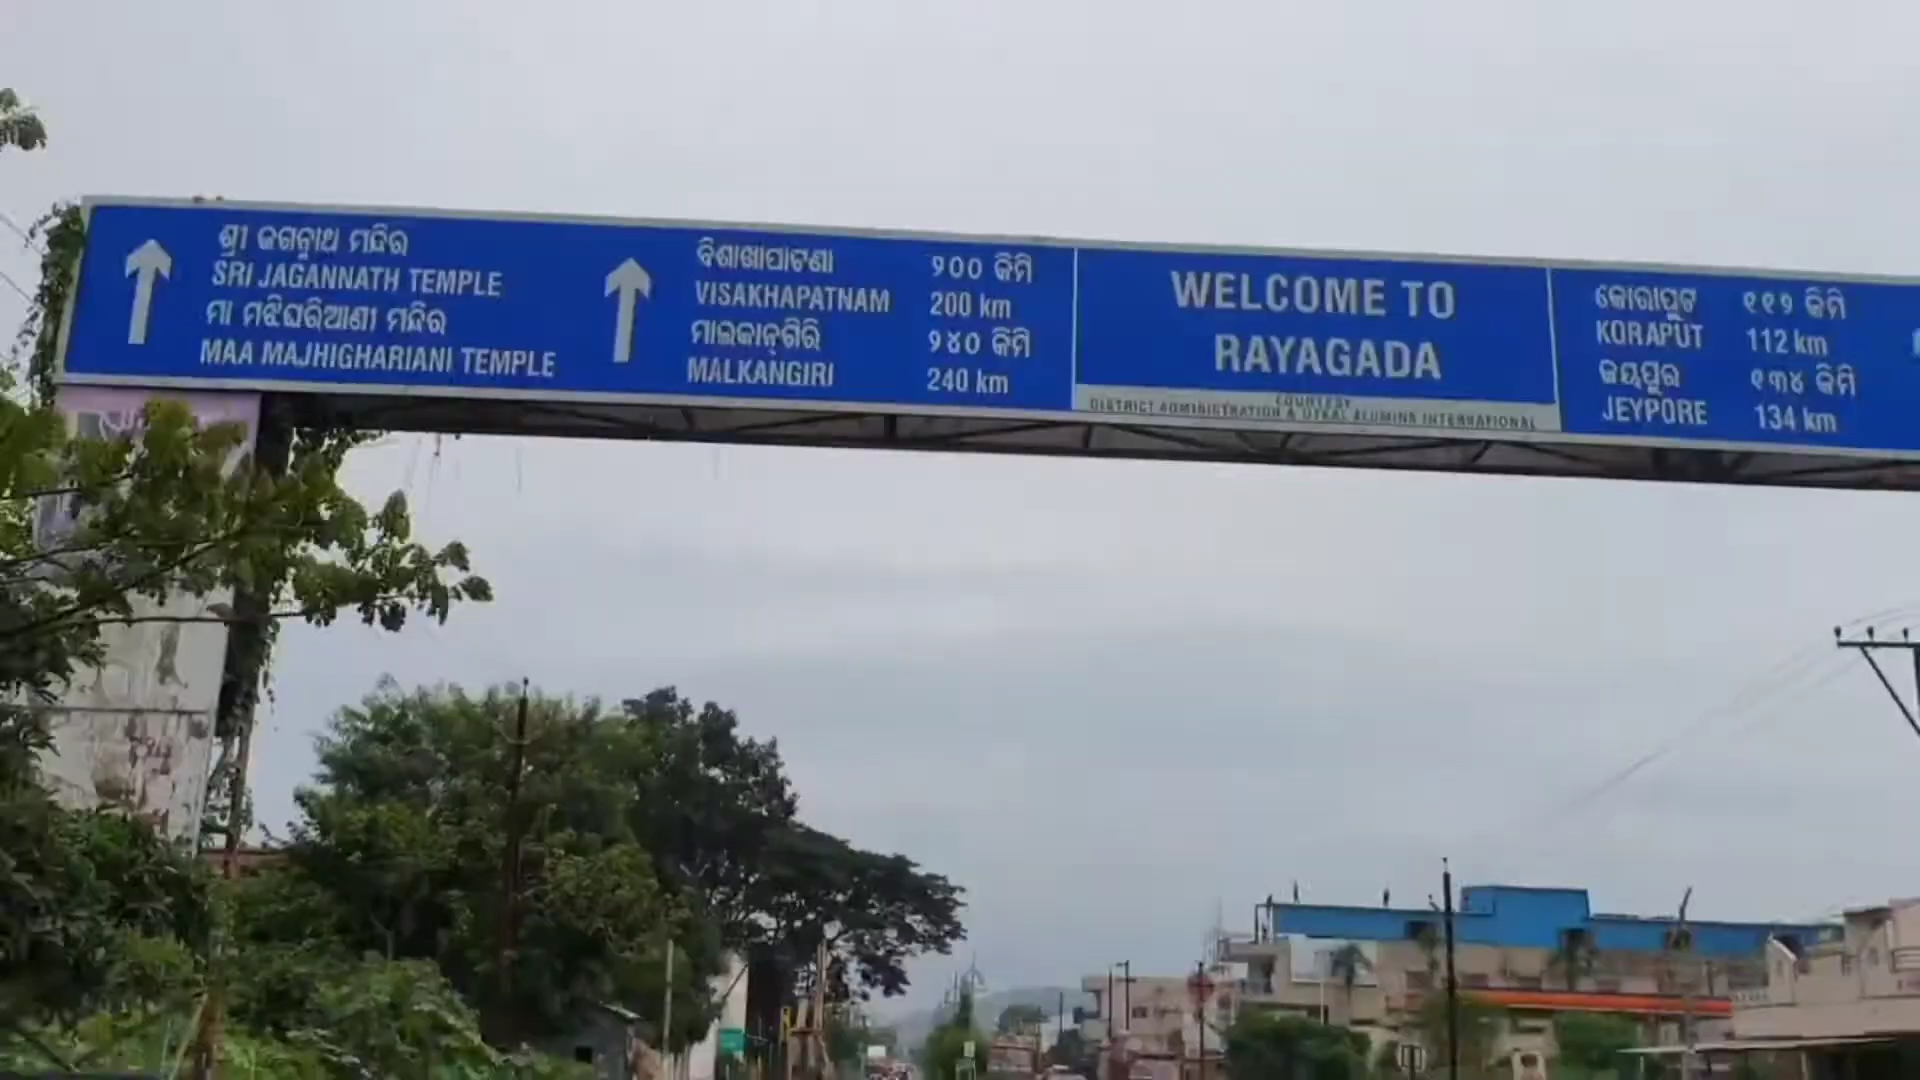 ଶ୍ରୀ ଜଗନ୍ନାଥ ମନ୍ଦିର
SRI JAGANNATH TEMPLE
ମା ମଝିଘରିଆଣୀ ମନ୍ଦିର
MAA MAJHIGHARIANI TEMPLE
ବିଶାଖାପାଟଣା ୨୦୦ କିମି
VISAKHAPATNAM 200 km
ମାଲକାନ୍‌ଗିରି ୨୪୦ କିମି
MALKANGIRI 240 km
WELCOME TO
RAYAGADA
COURTESY
DISTRICT ADMINISTRATION & UTKAL ALUMINA INTERNATIONAL
କୋରାପୁଟ ୧୧୨ କିମି
KORAPUT 112 km
ଜୟପୁର ୧୩୪ କିମି
JEYPORE 134 km